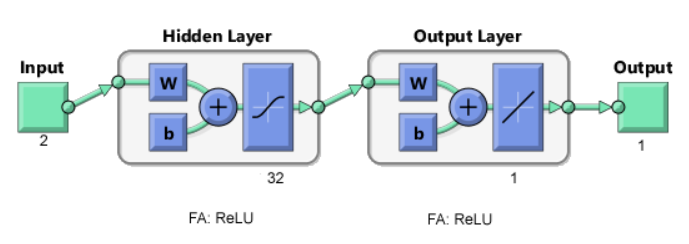 Hidden Layer
Output Layer
Input
Output
W
b
+
W
b
+
2
32
1
1
FA: ReLU
FA: ReLU